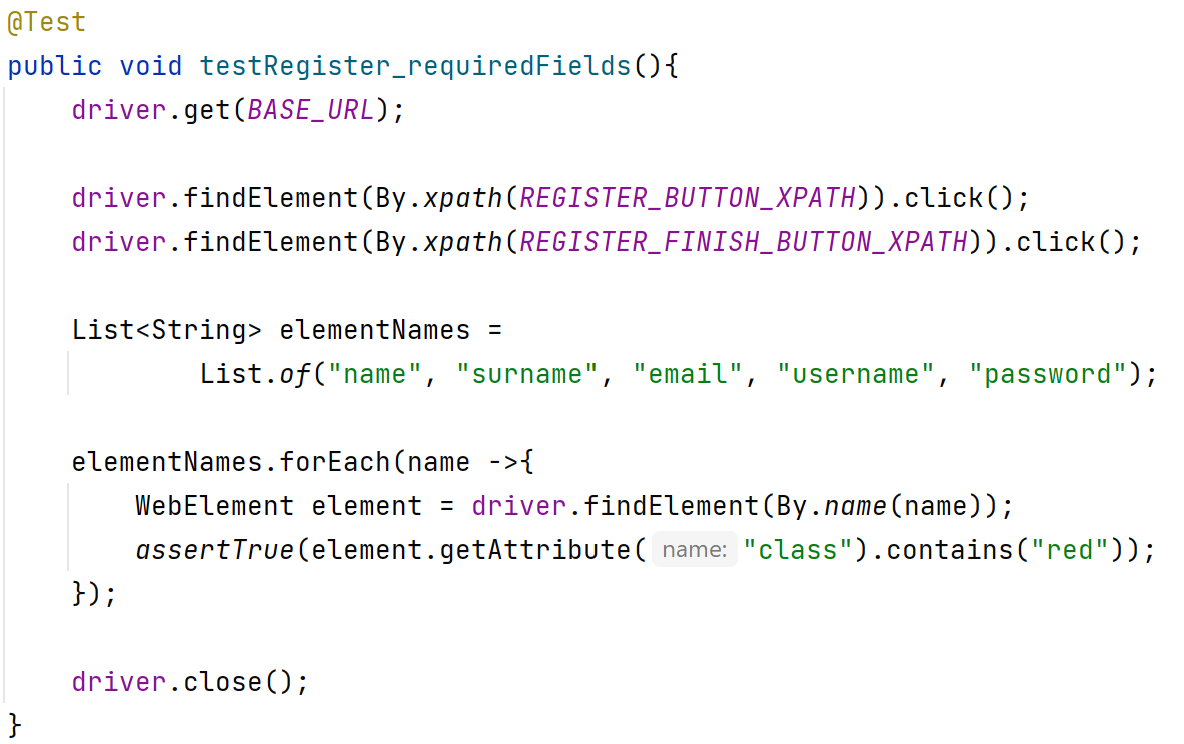 @Test
public void testRegister_requiredFields(){
driver.get(BASE_URL);
driver.findElement(By.xpath(REGISTER_BUTTON_XPATH)).click();
driver.findElement(By.xpath(REGISTER_FINISH_BUTTON_XPATH)).click();
List<String> elementNames =
List.of("name", "surname", "email", "username", "password");
elementNames.forEach(name ->{
WebElement element = driver.findElement(By.name(name));
assertTrue(element.getAttribute( name: "class").contains("red"));
});
driver.close();
}